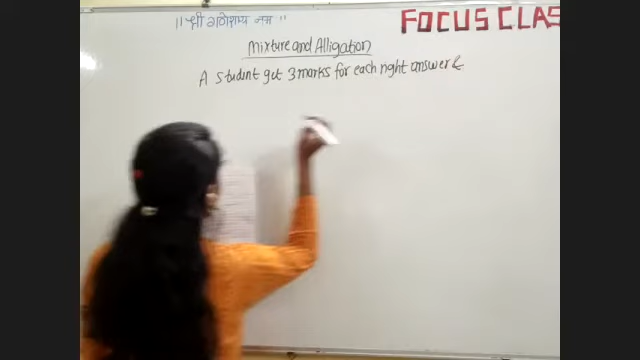 ।। श्री गणेशाय नमः ।।
FOCUS CLAS
Mixture and Alligation
A student get 3 marks for each right answer &